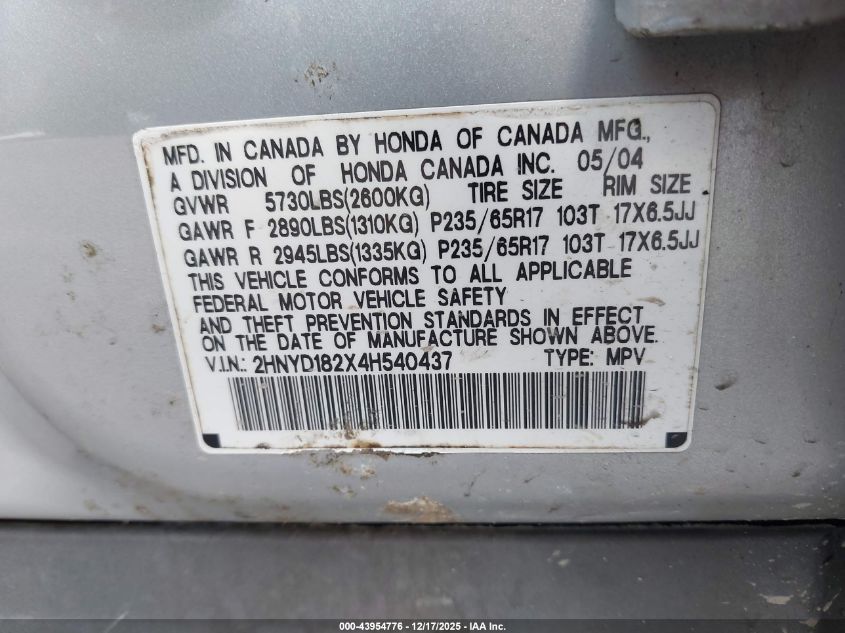 MFD. IN CANADA BY HONDA OF CANADA MFG.,
A DIVISION OF HONDA CANADA INC. 05/04
GVWR 5730LBS(2600KG) TIRE SIZE RIM SIZE
GAWR F 2890LBS(1310KG) P235/65R17 103T 17X6.5JJ
GAWR R 2945LBS(1335KG) P235/65R17 103T 17X6.5JJ
THIS VEHICLE CONFORMS TO ALL APPLICABLE
FEDERAL MOTOR VEHICLE SAFETY
AND THEFT PREVENTION STANDARDS IN EFFECT
ON THE DATE OF MANUFACTURE SHOWN ABOVE.
V.I.N.: 2HNYD182X4H540437 TYPE: MPV
000-43954776 - 12/17/2025 - IAA Inc.